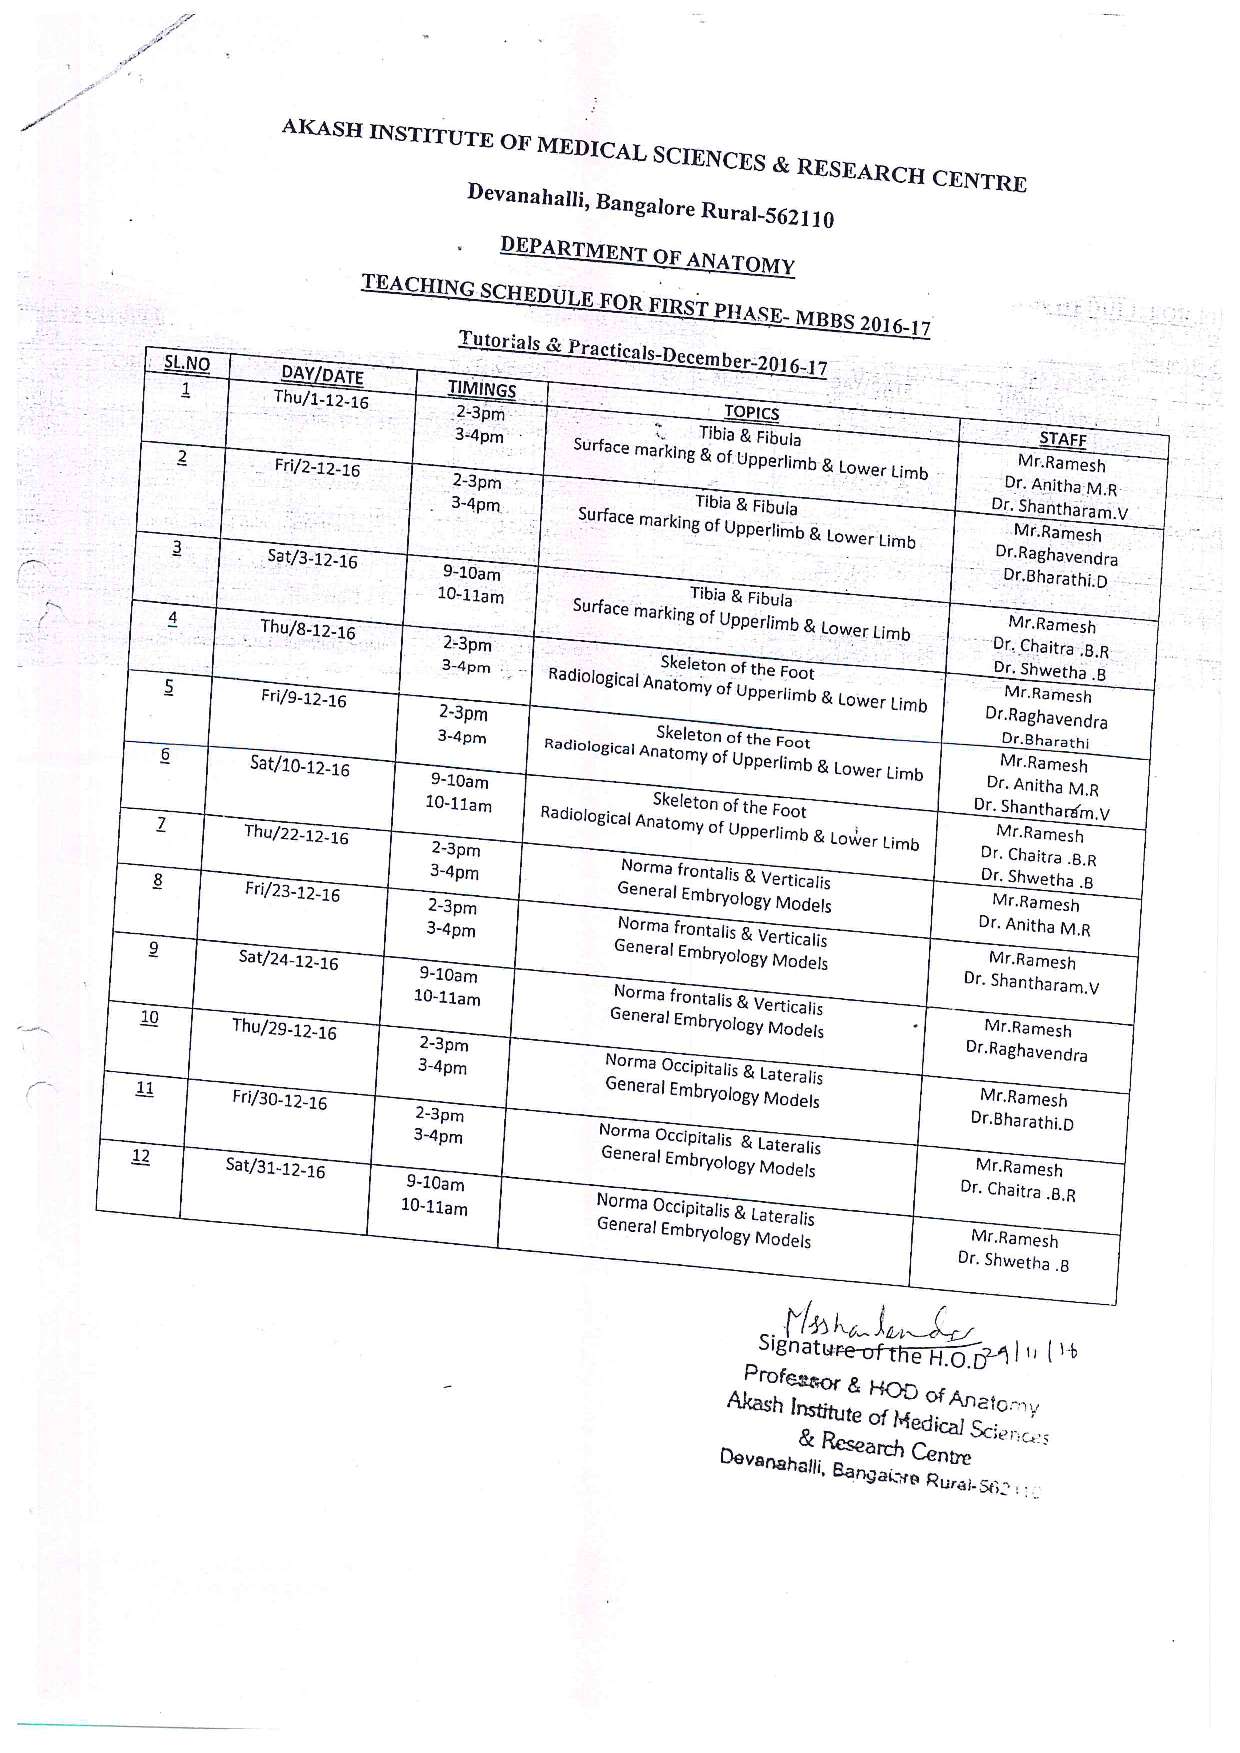 AKASH INSTITUTE OF MEDICAL SCIENCES & RESEARCH CENTRE
Devanahalli, Bangalore Rural-562110
DEPARTMENT OF ANATOMY
TEACHING SCHEDULE FOR FIRST PHASE- MBBS 2016-17
Tutorials & Practicals-December-2016-17
SL.NO DAY/DATE TIMINGS TOPICS STAFF
1 Thu/1-12-16 2-3pm Tibia & Fibula Mr.Ramesh
3-4pm Surface marking & of Upperlimb & Lower Limb Dr. Anitha M.R
Dr. Shantharam.V
2 Fri/2-12-16 2-3pm Tibia & Fibula Mr.Ramesh
3-4pm Surface marking of Upperlimb & Lower Limb Dr.Raghavendra
Dr.Bharathi.D
3 Sat/3-12-16 9-10am Tibia & Fibula Mr.Ramesh
10-11am Surface marking of Upperlimb & Lower Limb Dr. Chaitra .B.R
Dr. Shwetha .B
4 Thu/8-12-16 2-3pm Skeleton of the Foot Mr.Ramesh
3-4pm Radiological Anatomy of Upperlimb & Lower Limb Dr.Raghavendra
Dr.Bharathi
5 Fri/9-12-16 2-3pm Skeleton of the Foot Mr.Ramesh
3-4pm Radiological Anatomy of Upperlimb & Lower Limb Dr. Anitha M.R
Dr. Shantharam.V
6 Sat/10-12-16 9-10am Skeleton of the Foot Mr.Ramesh
10-11am Radiological Anatomy of Upperlimb & Lower Limb Dr. Chaitra .B.R
Dr. Shwetha .B
7 Thu/22-12-16 2-3pm Norma frontalis & Verticalis Mr.Ramesh
3-4pm General Embryology Models Dr. Anitha M.R
8 Fri/23-12-16 2-3pm Norma frontalis & Verticalis Mr.Ramesh
3-4pm General Embryology Models Dr. Shantharam.V
9 Sat/24-12-16 9-10am Norma frontalis & Verticalis Mr.Ramesh
10-11am General Embryology Models Dr.Raghavendra
10 Thu/29-12-16 2-3pm Norma Occipitalis & Lateralis Mr.Ramesh
3-4pm General Embryology Models Dr.Bharathi.D
11 Fri/30-12-16 2-3pm Norma Occipitalis & Lateralis Mr.Ramesh
3-4pm General Embryology Models Dr. Chaitra .B.R
12 Sat/31-12-16 9-10am Norma Occipitalis & Lateralis Mr.Ramesh
10-11am General Embryology Models Dr. Shwetha .B
Signature of the H.O.D 29/11/16
Professor & HOD of Anatomy
Akash Institute of Medical Sciences
& Research Centre
Devanahalli, Bangalore Rural-562110